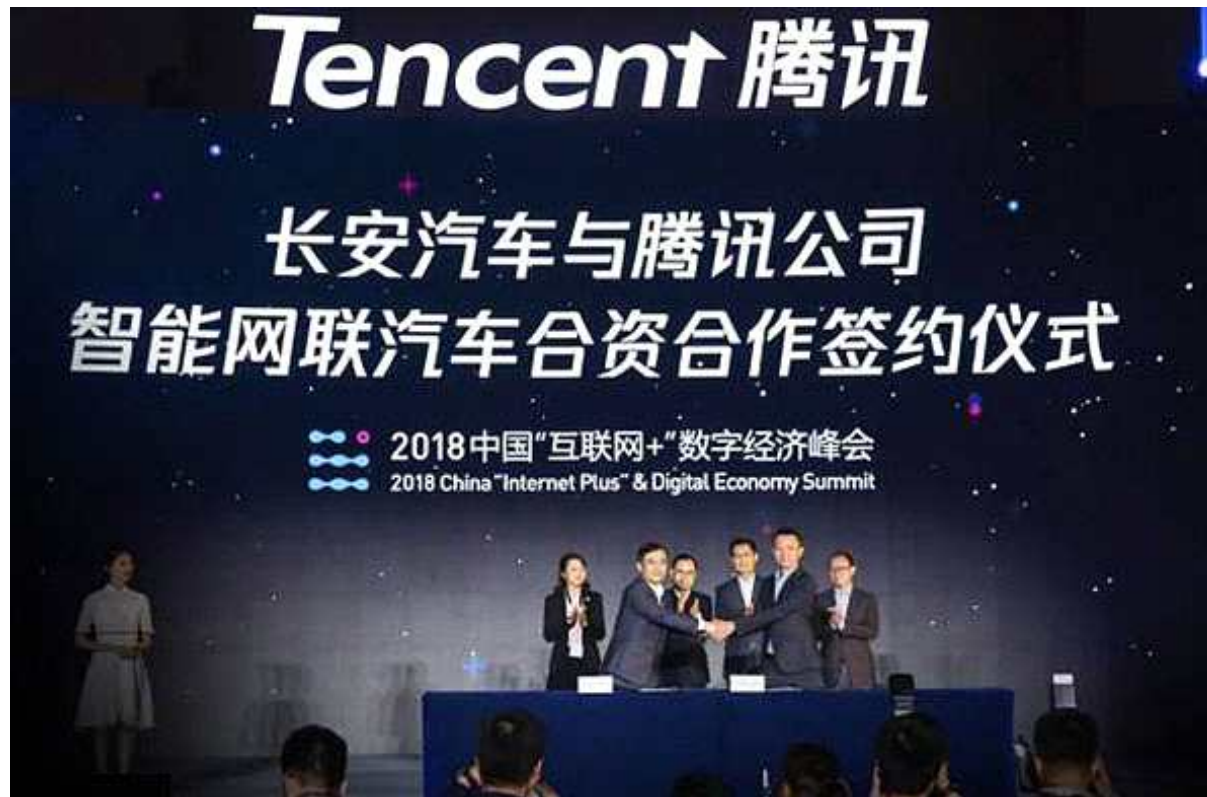 Tencent 腾讯
长安汽车与腾讯公司
智能网联汽车合资合作签约仪式
2018中国“互联网+”数字经济峰会
2018 China "Internet Plus" & Digital Economy Summit